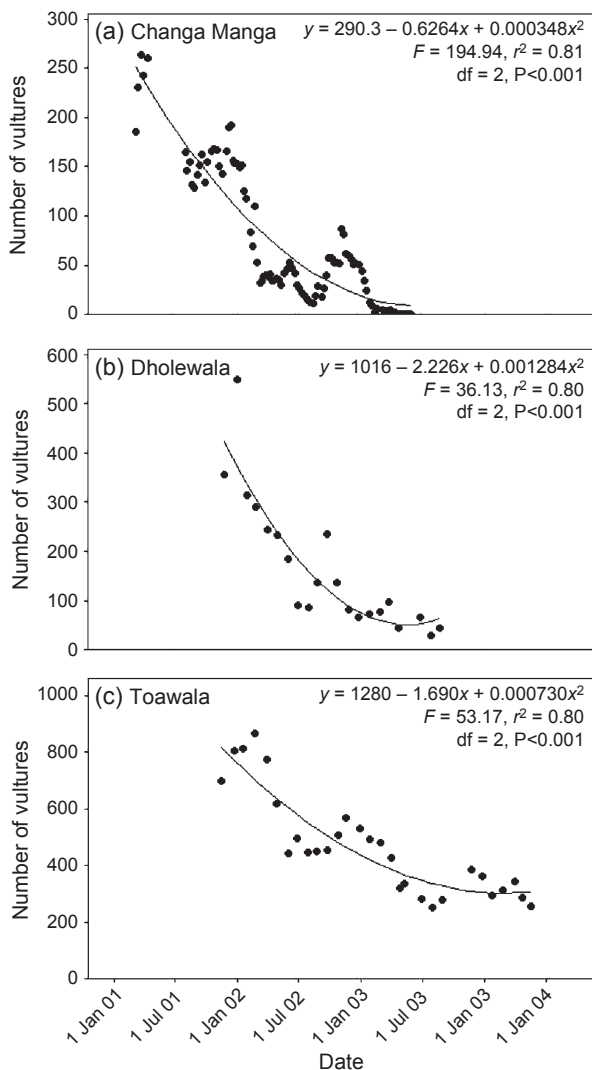 (a) Changa Manga
y = 290.3 – 0.6264x + 0.000348x²
F = 194.94, r² = 0.81
df = 2, P<0.001
Number of vultures
300
250
200
150
100
50
0
(b) Dholewala
y = 1016 – 2.226x + 0.001284x²
F = 36.13, r² = 0.80
df = 2, P<0.001
Number of vultures
600
500
400
300
200
100
0
(c) Toawala
y = 1280 – 1.690x + 0.000730x²
F = 53.17, r² = 0.80
df = 2, P<0.001
Number of vultures
1000
800
600
400
200
0
1 Jan 01
1 Jul 01
1 Jan 02
1 Jul 02
1 Jan 03
1 Jul 03
1 Jan 03
1 Jan 04
Date